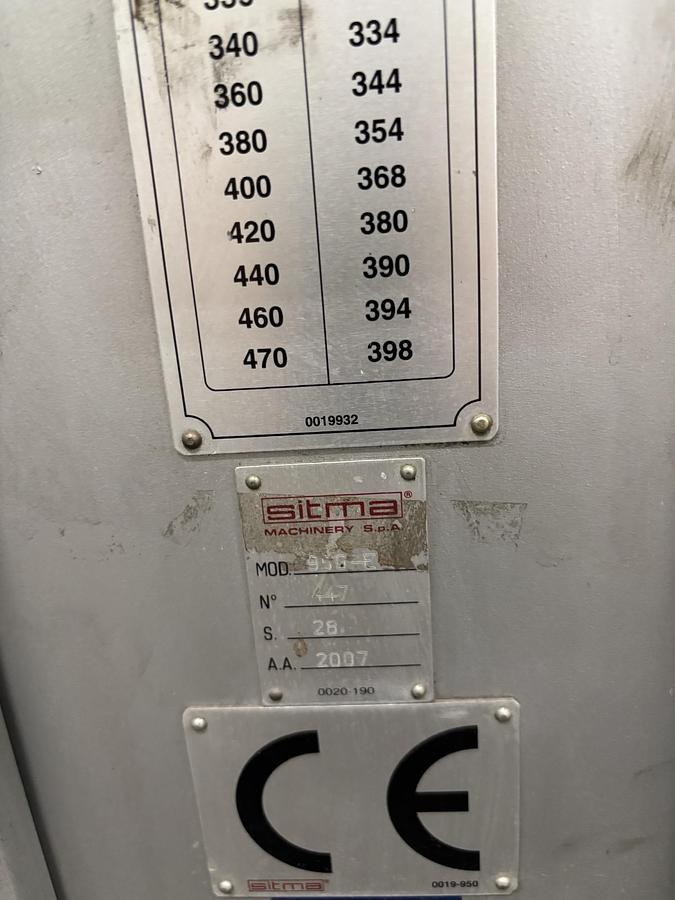 340 334
360 344
380 354
400 368
420 380
440 390
460 394
470 398
0019932
sitma®
MACHINERY S.p.A.
MOD.
N° 447
S. 28
A.A. 2007
0020-190
CE
sitma® 0019-950